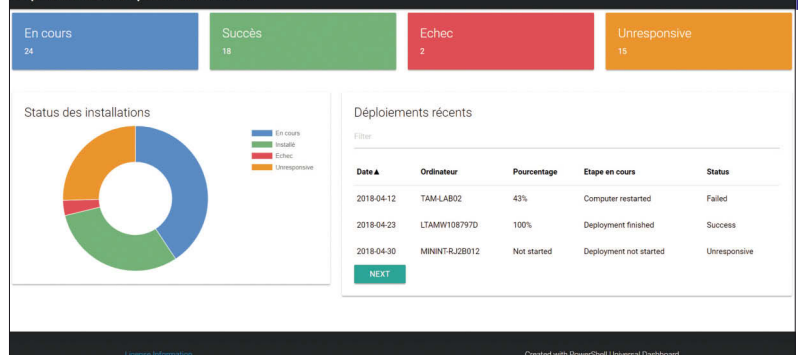 En cours
24
Succès
18
Echec
2
Unresponsive
15
Status des installations
En cours
Installé
Echec
Unresponsive
Déploiements récents
Filter
Date▲ Ordinateur Pourcentage Etape en cours Status
2018-04-12 TAM-LAB02 43% Computer restarted Failed
2018-04-23 LTAMW108797D 100% Deployment finished Success
2018-04-30 MININT-RJ2B012 Not started Deployment not started Unresponsive
NEXT
License Information
Created with PowerShell Universal Dashboard